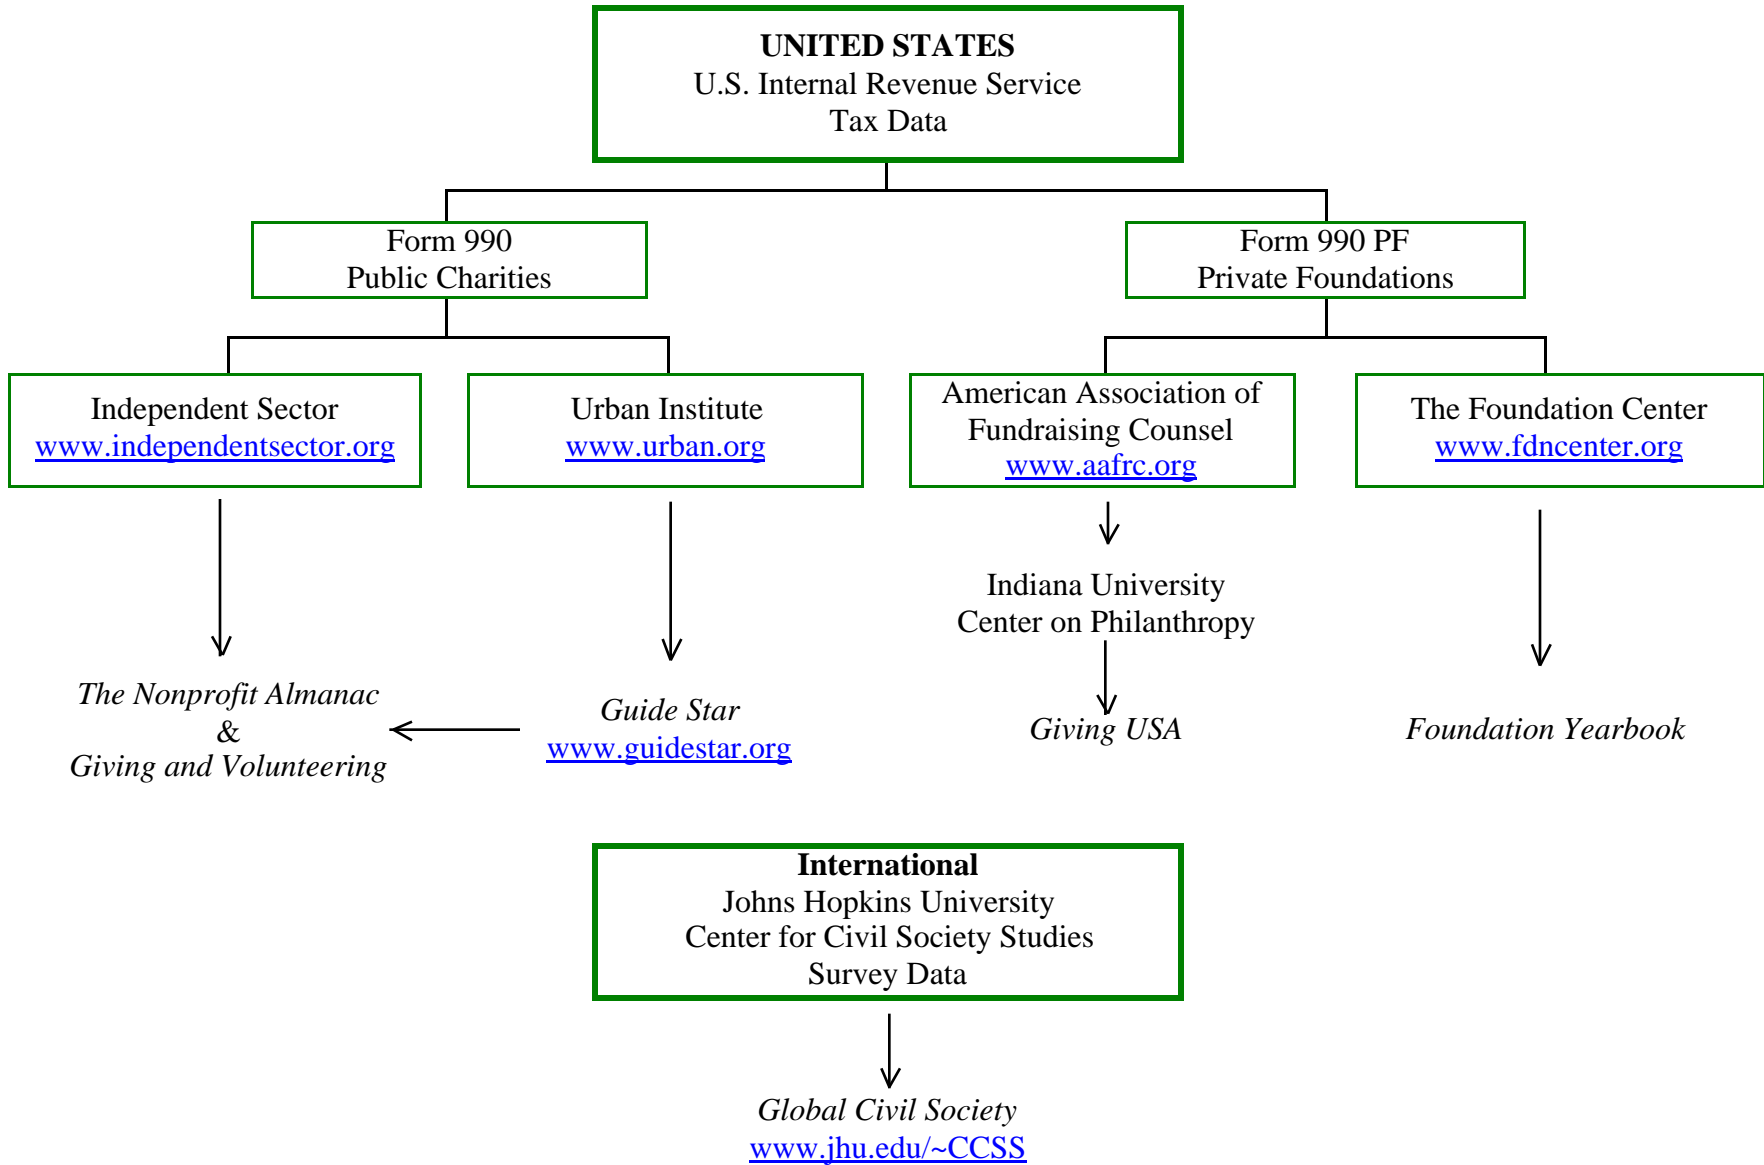 UNITED STATES
U.S. Internal Revenue Service
Tax Data
Form 990
Public Charities
Form 990 PF
Private Foundations
Independent Sector
www.independentsector.org
Urban Institute
www.urban.org
American Association of
Fundraising Counsel
www.aafrc.org
The Foundation Center
www.fdncenter.org
Indiana University
Center on Philanthropy
The Nonprofit Almanac
&
Giving and Volunteering
Guide Star
www.guidestar.org
Giving USA
Foundation Yearbook
International
Johns Hopkins University
Center for Civil Society Studies
Survey Data
Global Civil Society
www.jhu.edu/~CCSS